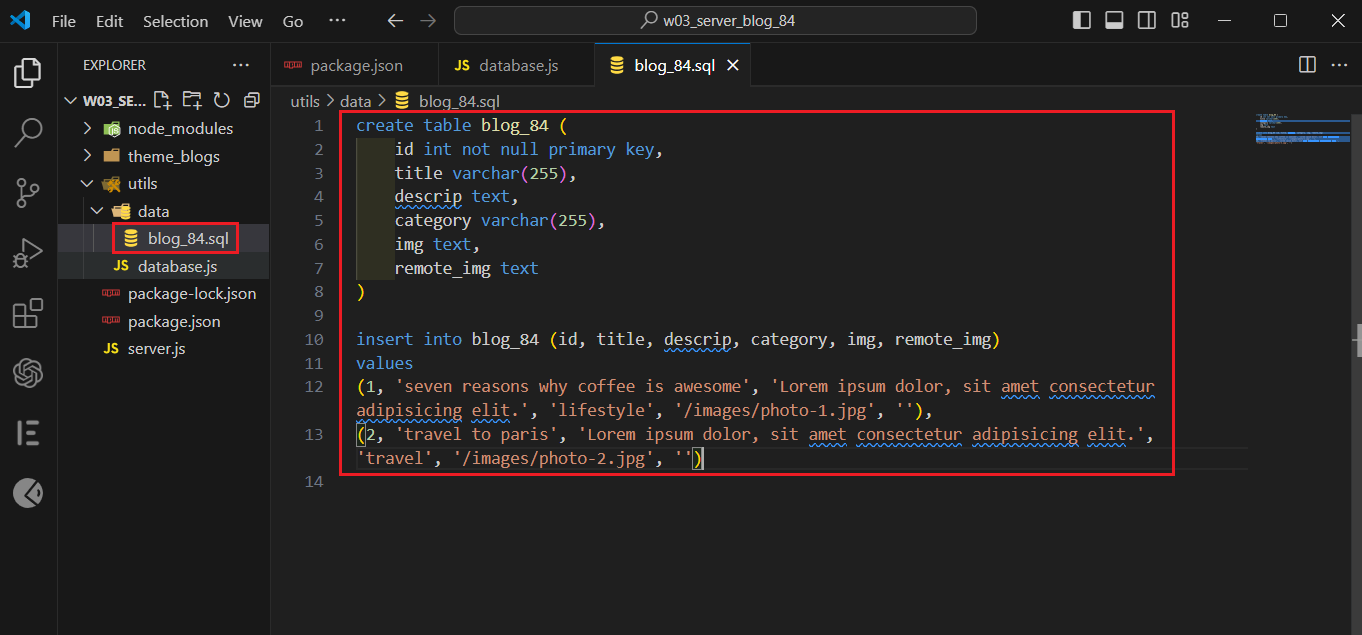 File Edit Selection View Go ··· w03_server_blog_84
EXPLORER ···
W03_SE...
node_modules
theme_blogs
utils
data
blog_84.sql
JS database.js
package-lock.json
package.json
JS server.js
package.json JS database.js blog_84.sql ···
utils > data > blog_84.sql
1 create table blog_84 (
2 id int not null primary key,
3 title varchar(255),
4 descrip text,
5 category varchar(255),
6 img text,
7 remote_img text
8 )
9
10 insert into blog_84 (id, title, descrip, category, img, remote_img)
11 values
12 (1, 'seven reasons why coffee is awesome', 'Lorem ipsum dolor, sit amet consectetur
adipisicing elit.', 'lifestyle', '/images/photo-1.jpg', ''),
13 (2, 'travel to paris', 'Lorem ipsum dolor, sit amet consectetur adipisicing elit.',
'travel', '/images/photo-2.jpg', '')
14